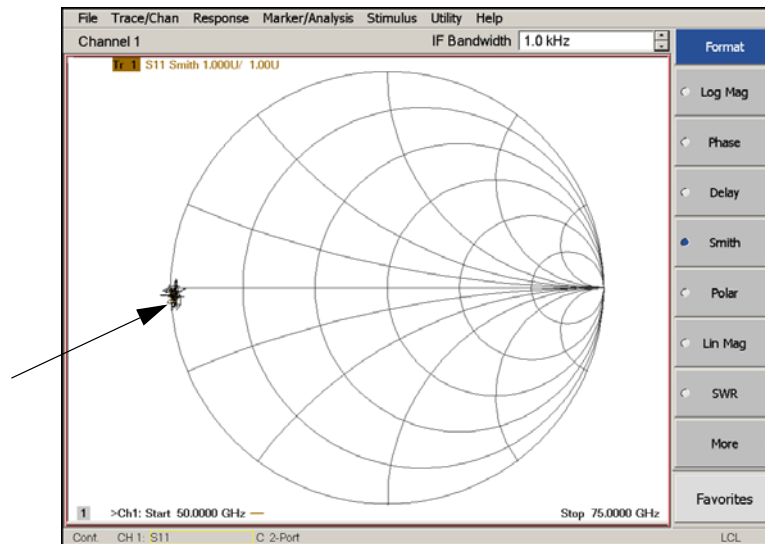 File Trace/Chan Response Marker/Analysis Stimulus Utility Help
Channel 1 IF Bandwidth 1.0 kHz
Format
Tr 1 S11 Smith 1.000U/ 1.00U
Log Mag
Phase
Delay
Smith
Polar
Lin Mag
SWR
More
Favorites
1 >Ch1: Start 50.0000 GHz — Stop 75.0000 GHz
Cont. CH 1: S11 C 2-Port LCL